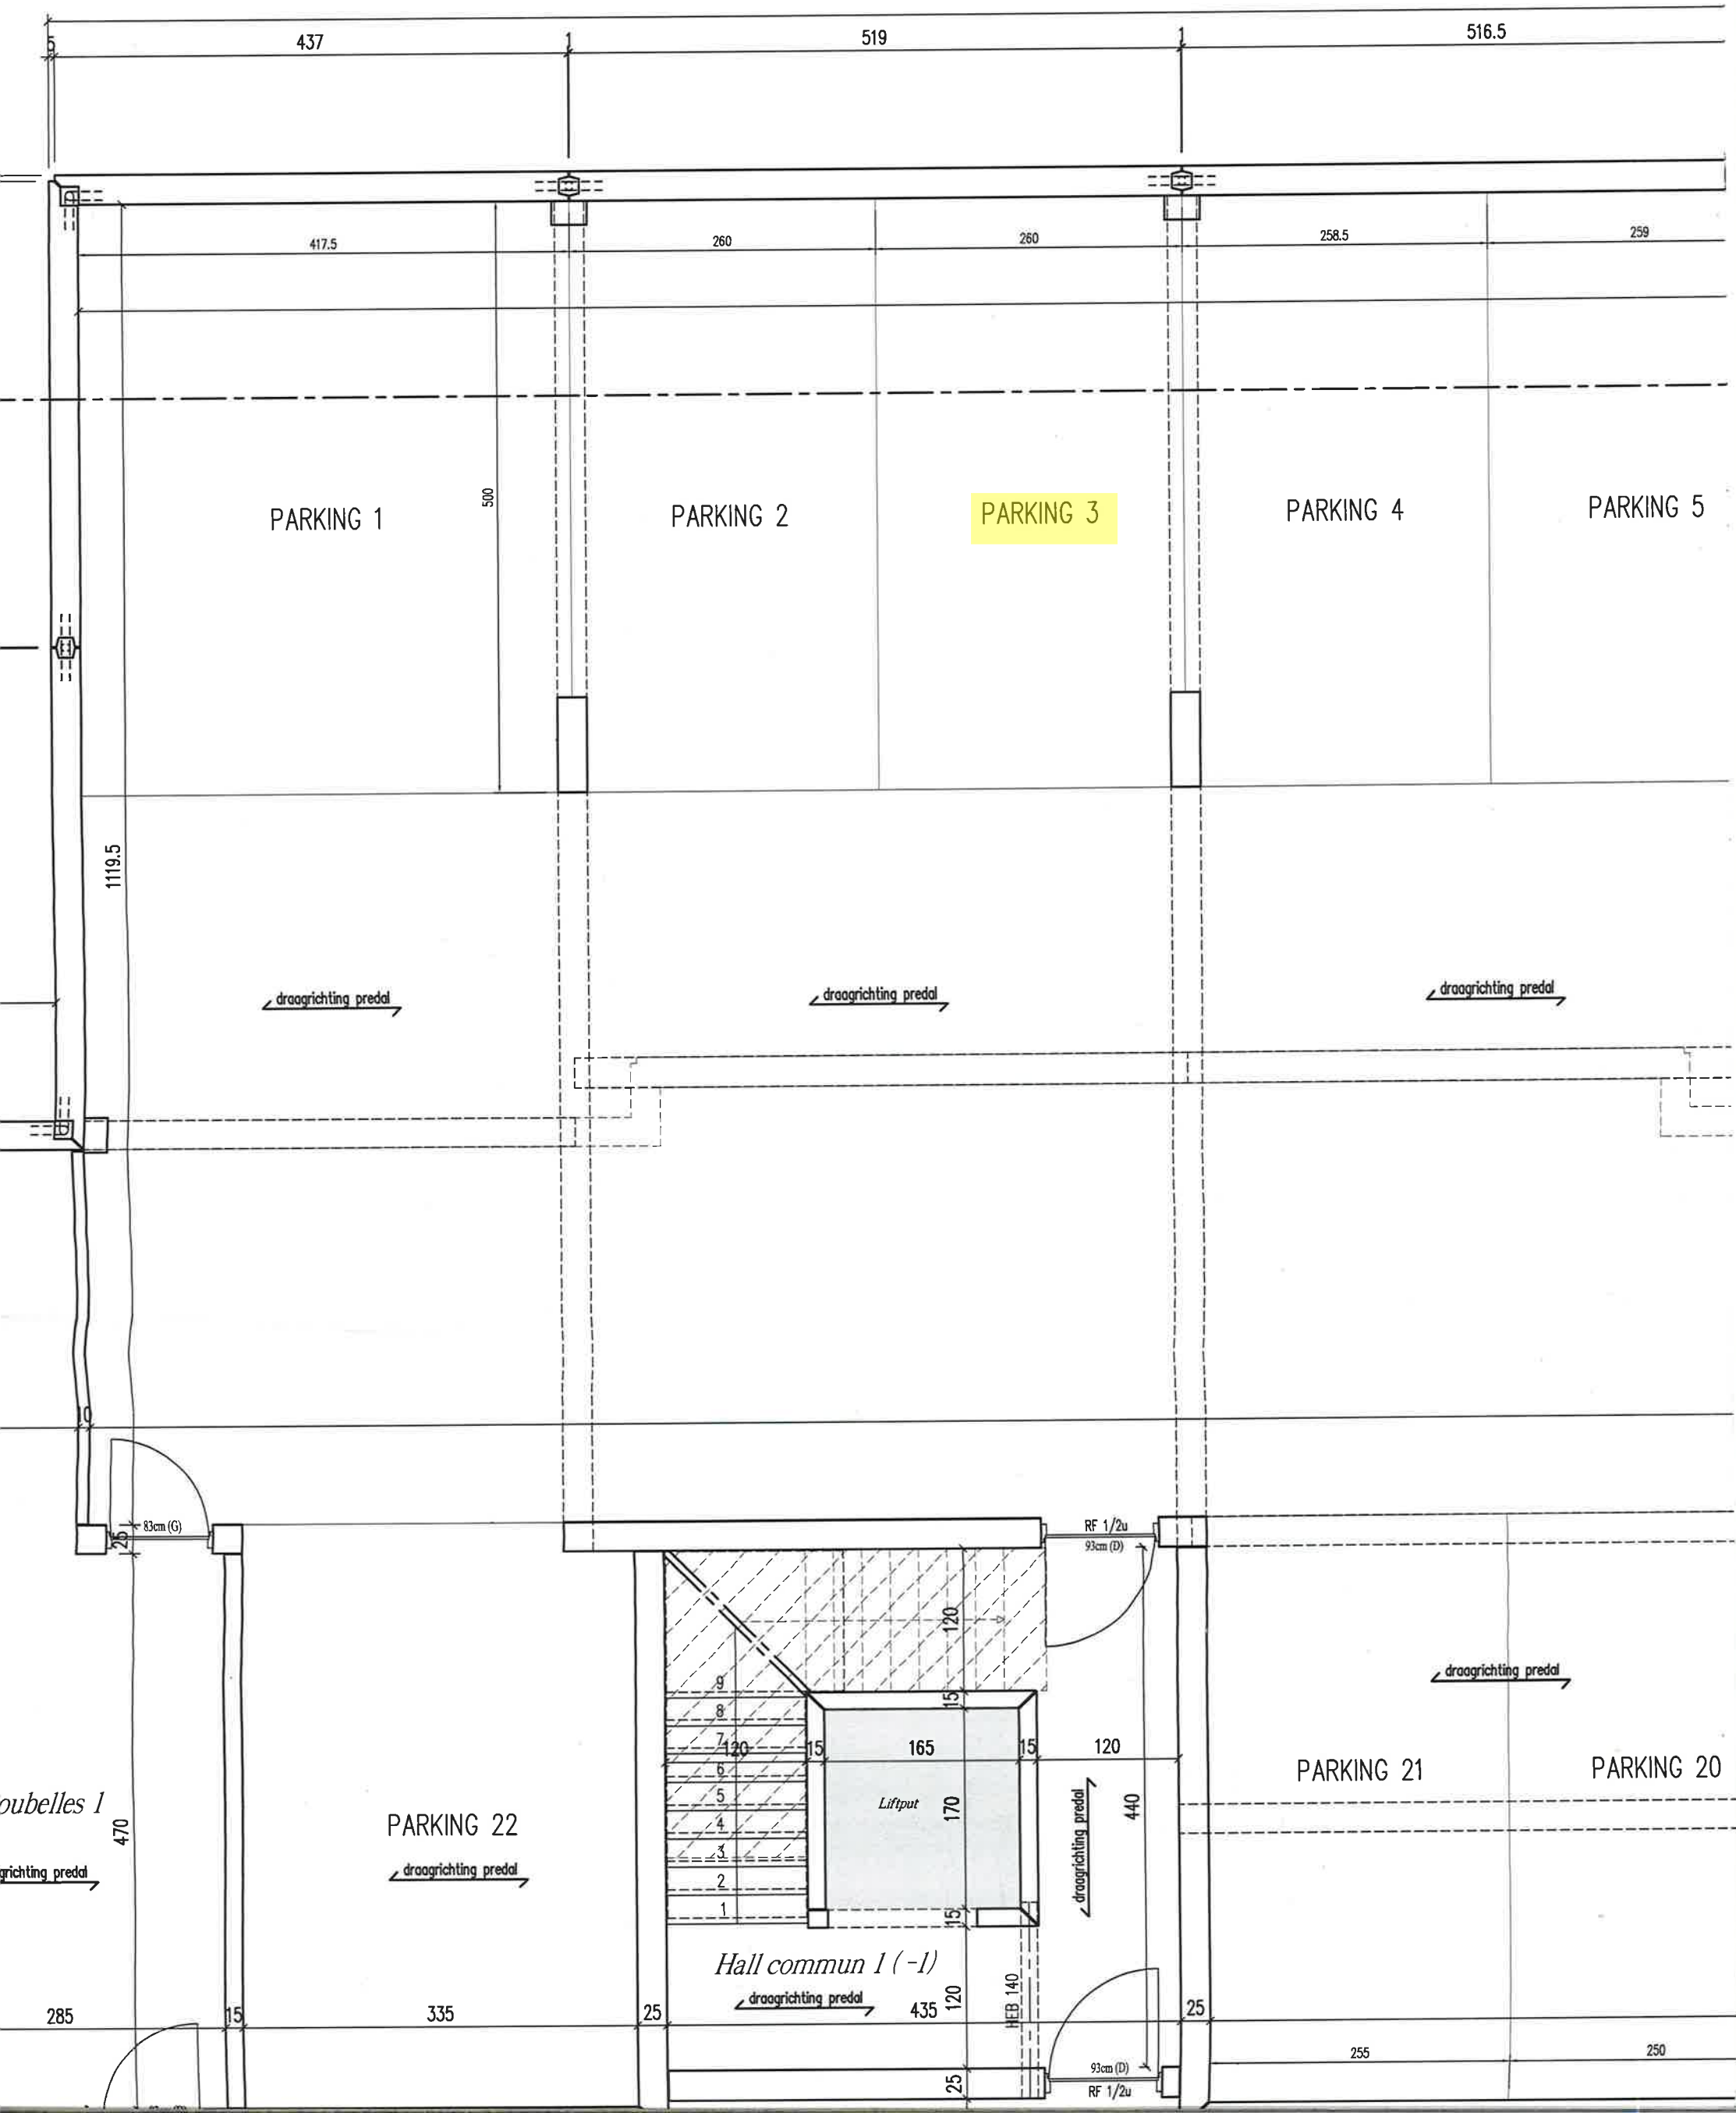 5
437
1
519
1
516.5
417.5
260
260
258.5
259
500
PARKING 1
PARKING 2
PARKING 3
PARKING 4
PARKING 5
1119.5
draagrichting predal
draagrichting predal
draagrichting predal
10
83cm (G)
25
RF 1/2u
93cm (D)
120
15
9
8
7
6
5
4
3
2
1
120
15
165
15
120
Liftput
170
440
draagrichting predal
draagrichting predal
PARKING 21
PARKING 20
oubelles 1
470
PARKING 22
grichting predal
draagrichting predal
15
Hall commun 1 (-1)
draagrichting predal
120
HEB 140
285
15
335
25
435
25
255
250
25
93cm (D)
RF 1/2u